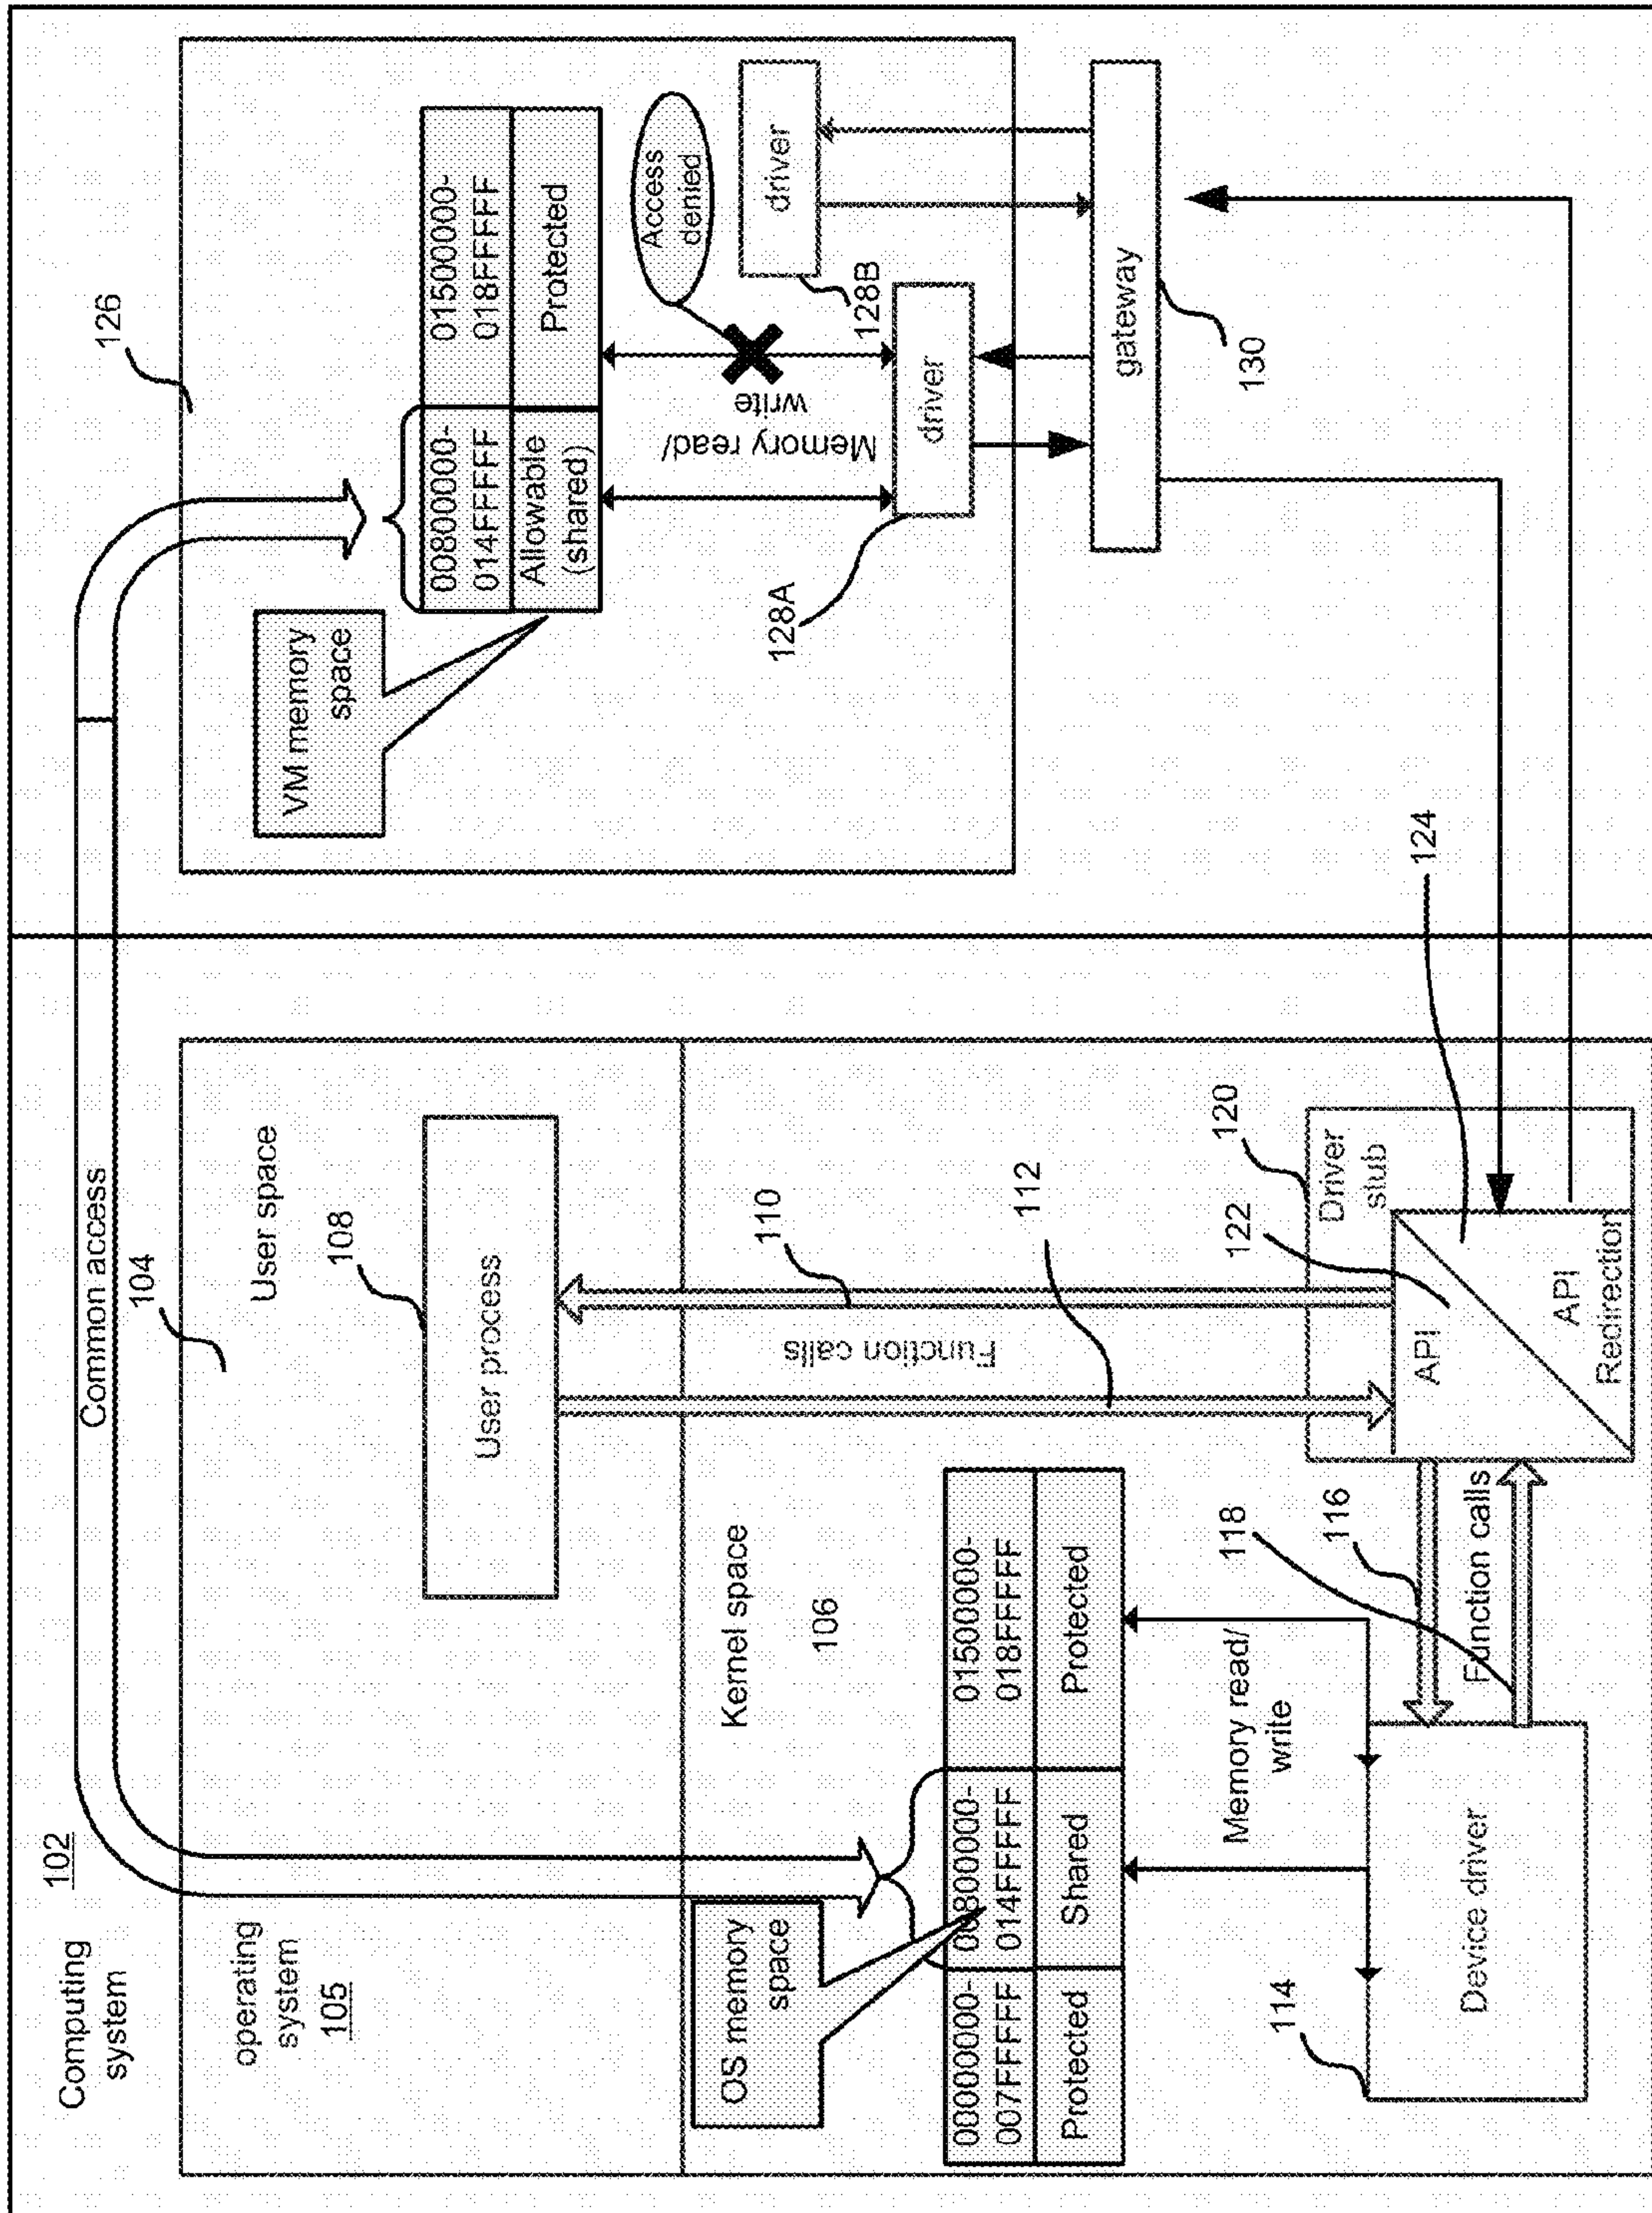 Computing
system
102
Common access
operating
system
105
104
User space
108
User process
Kernel space
106
OS memory
space
00000000-
007FFFFF
Protected
00800000-
014FFFFF
Shared
01500000-
018FFFFF
Protected
Memory read/
write
114
Device driver
118
116
Function calls
110
Function calls
112
120
Driver
stub
122
API
API
Redirection
124
126
VM memory
space
00800000-
014FFFFF
Allowable
(shared)
01500000-
018FFFFF
Protected
Access
denied
Memory read/
write
128A
driver
128B
driver
gateway
130